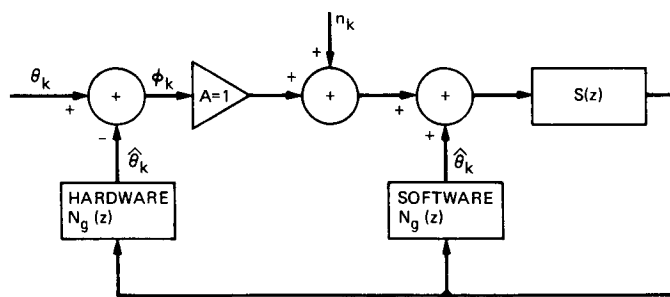 n_k
+
θ_k
+
+
−
ϕ_k
A=1
+
+
+
+
+
S(z)
θ̂_k
θ̂_k
HARDWARE
N_g (z)
SOFTWARE
N_g (z)